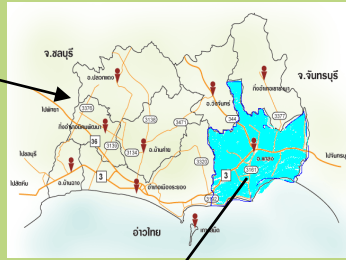 จ.ชลบุรี
อ.ปลวกแดง
กิ่งอำเภอเขาชะเมา
จ.จันทบุรี
ไปพัทยา
3376
อ.วังจันทร์
กิ่งอำเภอนิคมพัฒนา
3138
3471
344
3377
36
3139
ไปชลบุรี
3134
อ.บ้านค่าย
3320
อ.แกลง
ไปจันทบุรี
ไปสัตหีบ
อ.บ้านฉาง
3
อำเภอเมืองระยอง
3
3161
3192
อ่าวไทย